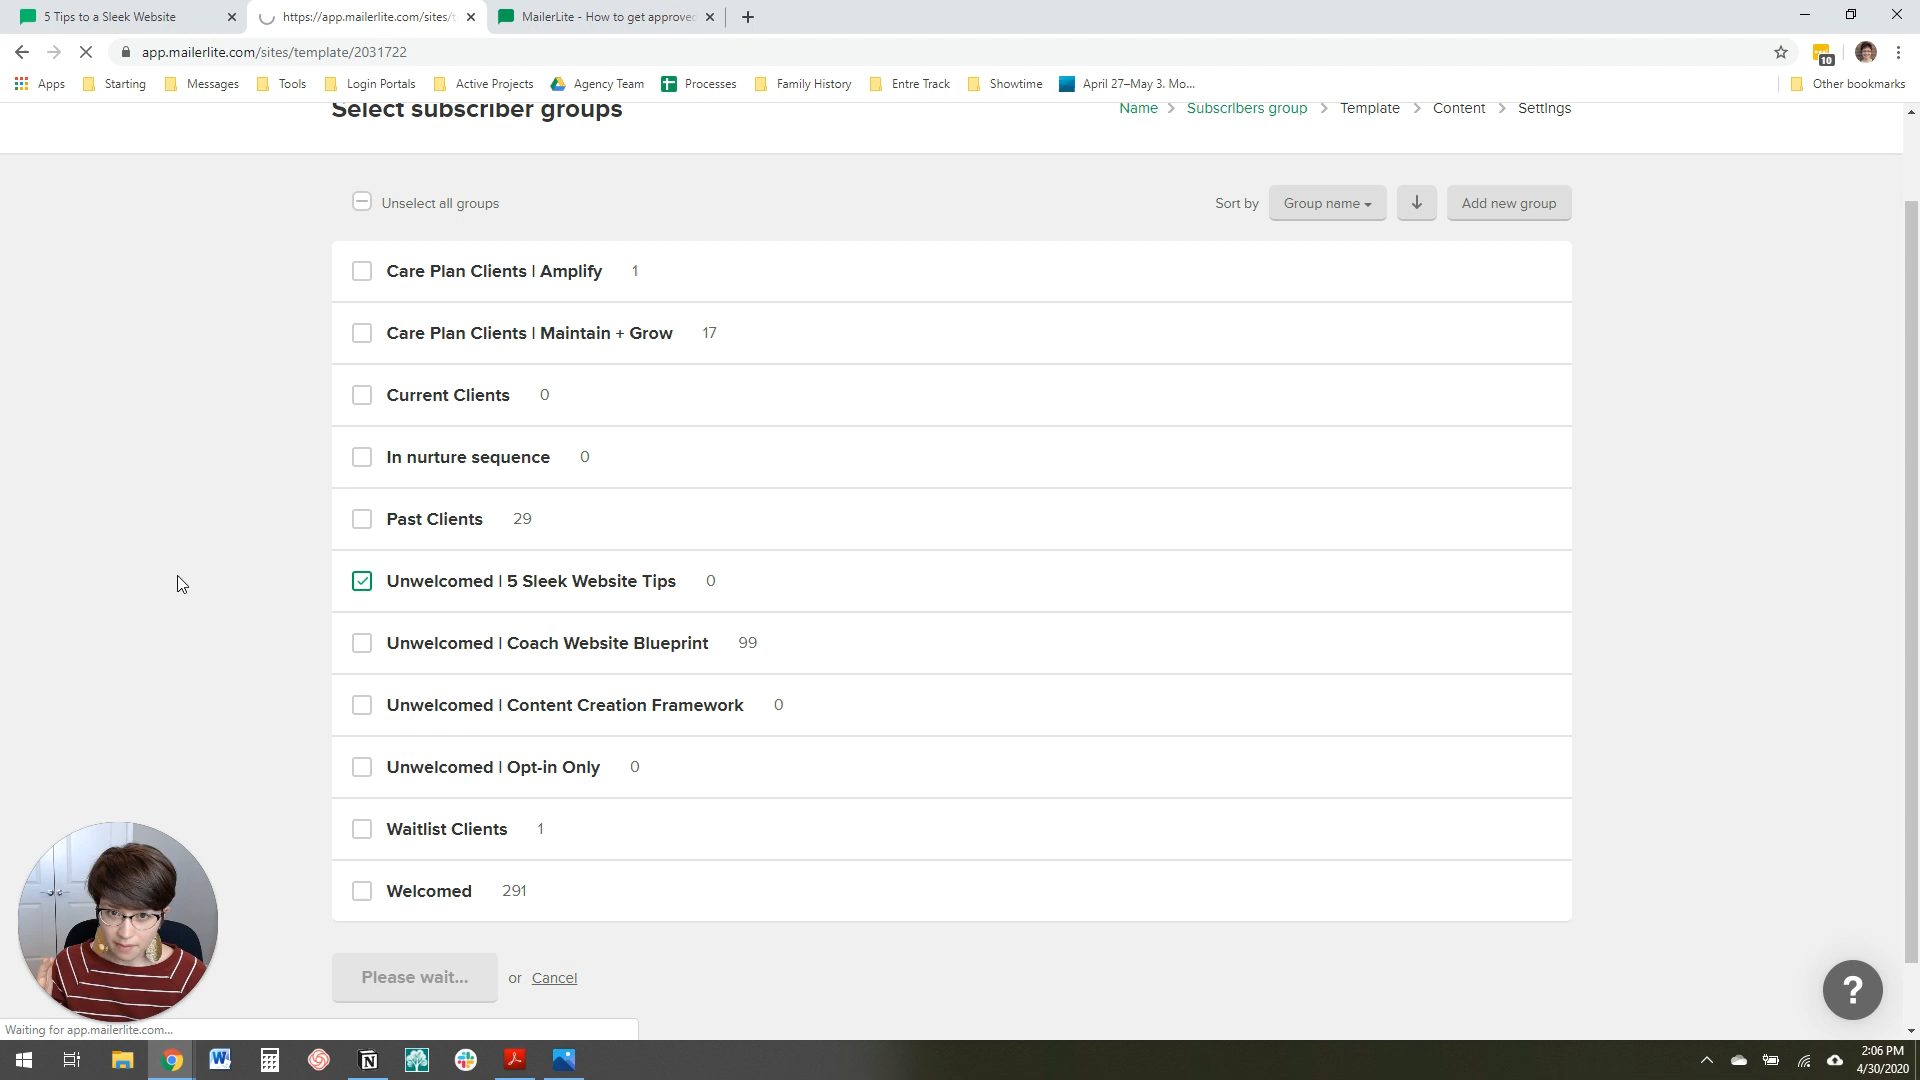 5 Tips to a Sleek Website
https://app.mailerlite.com/sites/t
MailerLite - How to get approved
app.mailerlite.com/sites/template/2031722
10
Apps
Starting
Messages
Tools
Login Portals
Active Projects
Agency Team
Processes
Family History
Entre Track
Showtime
April 27–May 3. Mo...
Other bookmarks
Select subscriber groups
Name > Subscribers group > Template > Content > Settings
Unselect all groups
Sort by
Group name
Add new group
Care Plan Clients | Amplify 1
Care Plan Clients | Maintain + Grow 17
Current Clients 0
In nurture sequence 0
Past Clients 29
Unwelcomed | 5 Sleek Website Tips 0
Unwelcomed | Coach Website Blueprint 99
Unwelcomed | Content Creation Framework 0
Unwelcomed | Opt-in Only 0
Waitlist Clients 1
Welcomed 291
Please wait... or Cancel
?
Waiting for app.mailerlite.com...
2:06 PM
4/30/2020